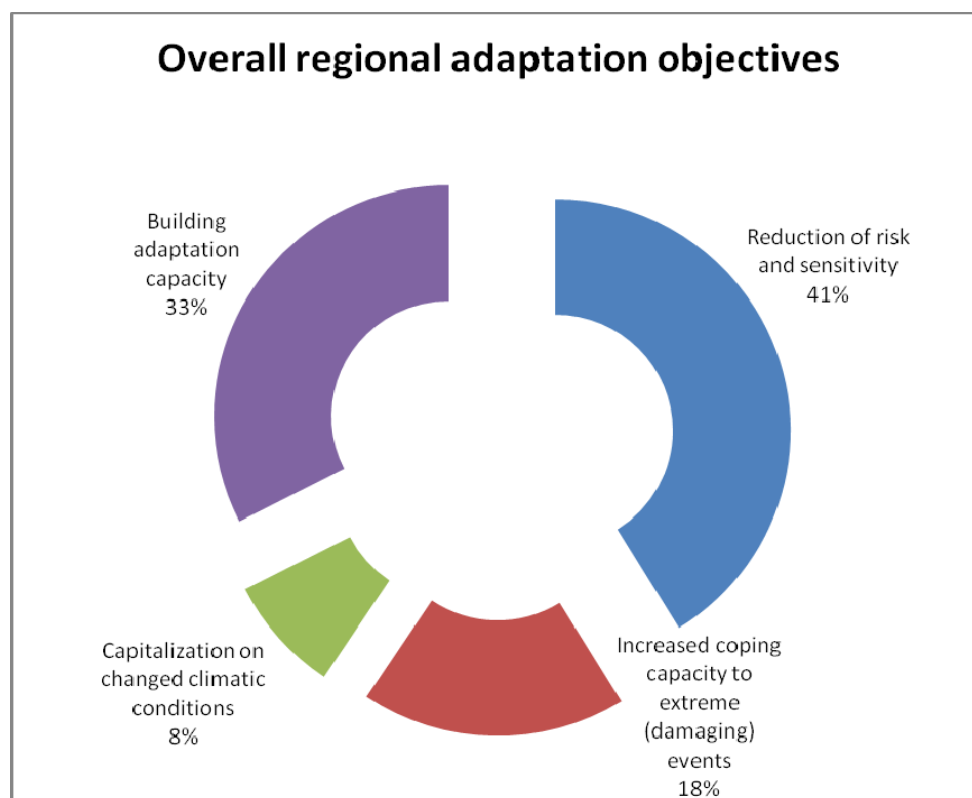 Overall regional adaptation objectives
Building
adaptation
capacity
33%
Reduction of risk
and sensitivity
41%
Capitalization on
changed climatic
conditions
8%
Increased coping
capacity to
extreme
(damaging)
events
18%